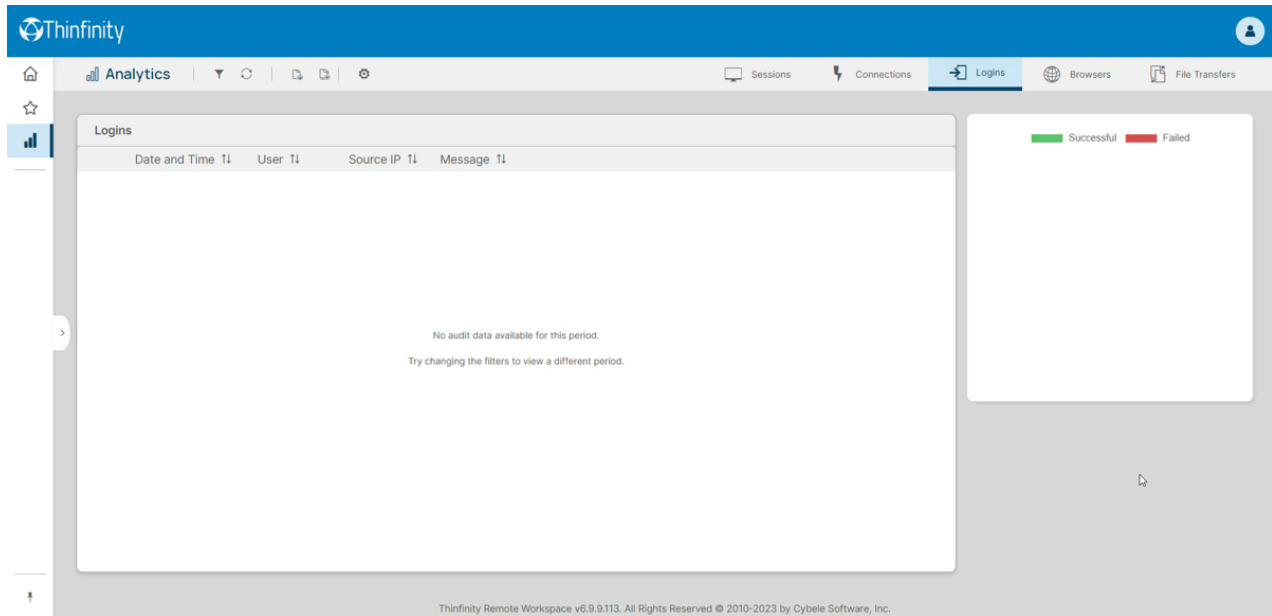 Thinfinity
Analytics
Sessions
Connections
Logins
Browsers
File Transfers
Logins
Date and Time User Source IP Message
No audit data available for this period.
Try changing the filters to view a different period.
Successful Failed
Thinfinity Remote Workspace v6.9.9.113. All Rights Reserved © 2010-2023 by Cybele Software, Inc.